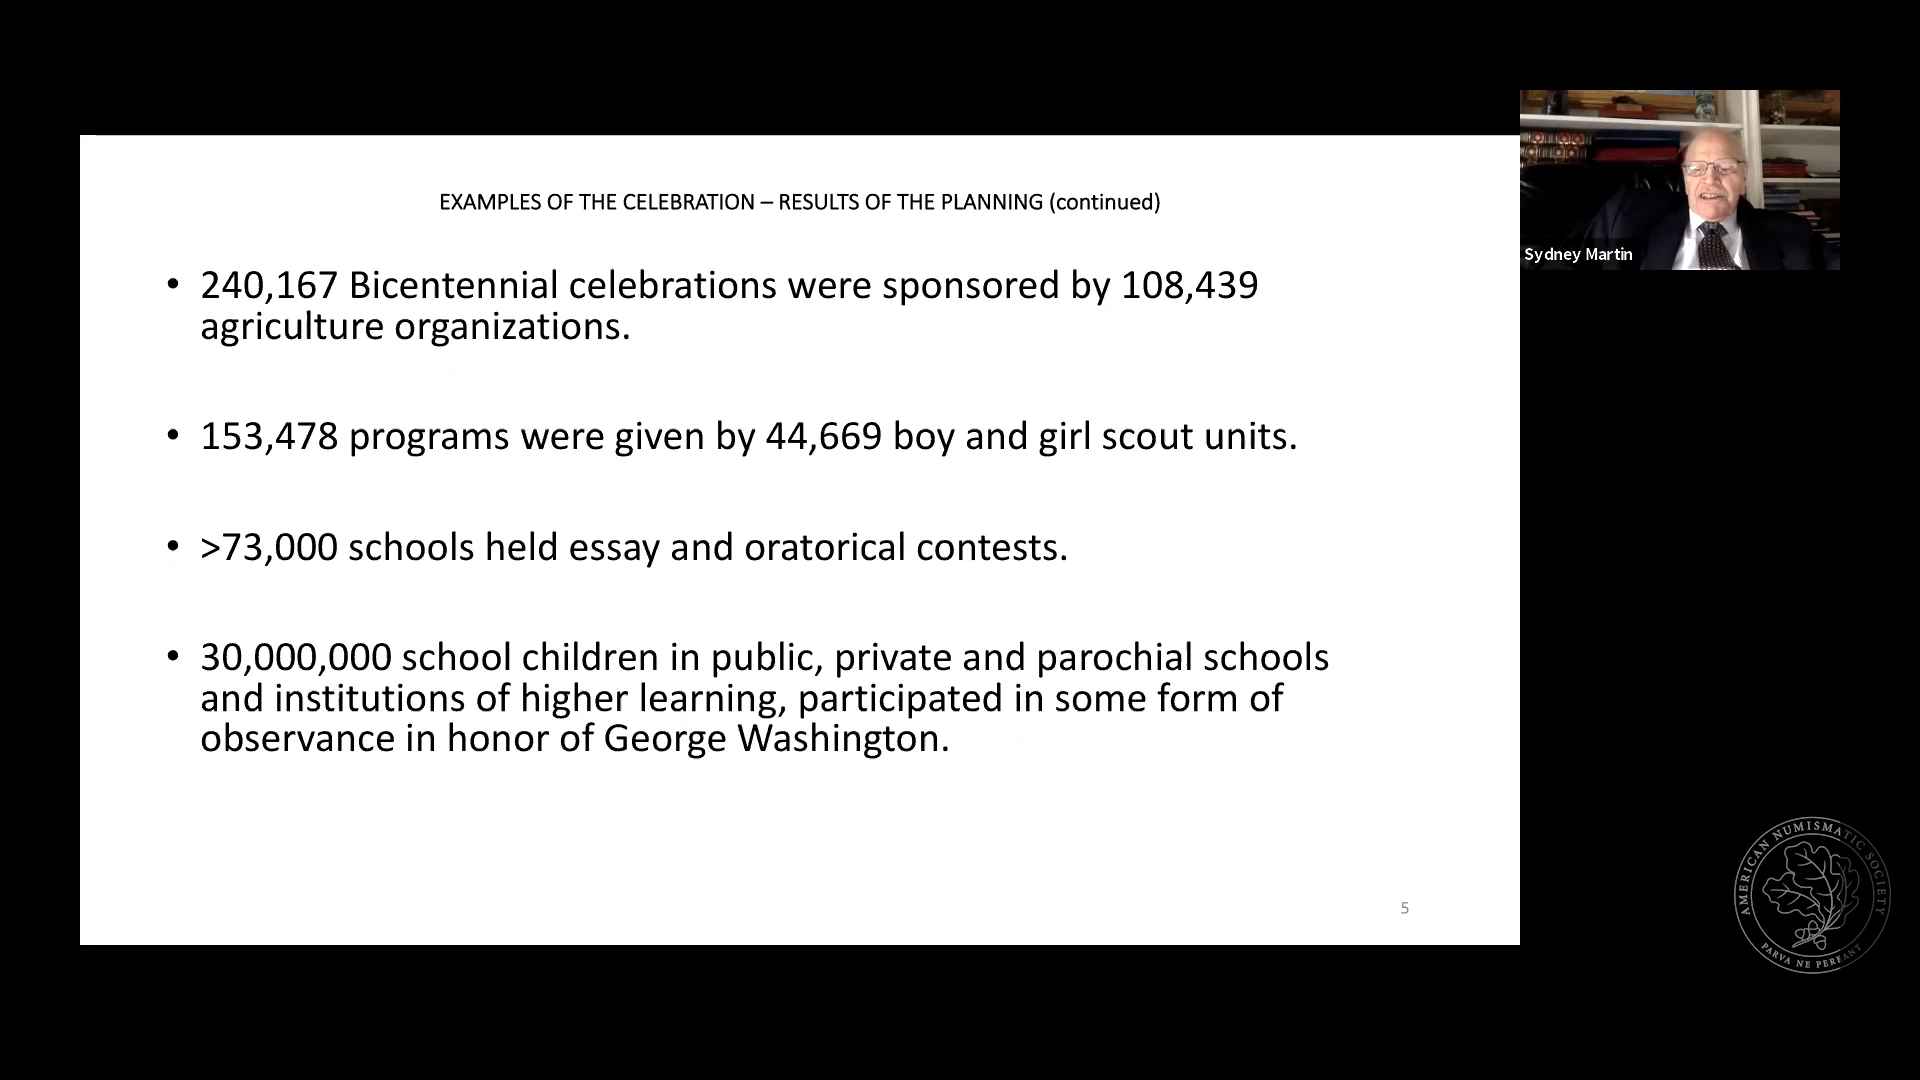 EXAMPLES OF THE CELEBRATION – RESULTS OF THE PLANNING (continued)
• 240,167 Bicentennial celebrations were sponsored by 108,439
agriculture organizations.
• 153,478 programs were given by 44,669 boy and girl scout units.
• >73,000 schools held essay and oratorical contests.
• 30,000,000 school children in public, private and parochial schools
and institutions of higher learning, participated in some form of
observance in honor of George Washington.
5
Sydney Martin
AMERICAN NUMISMATIC SOCIETY
PARVA NE PEREANT